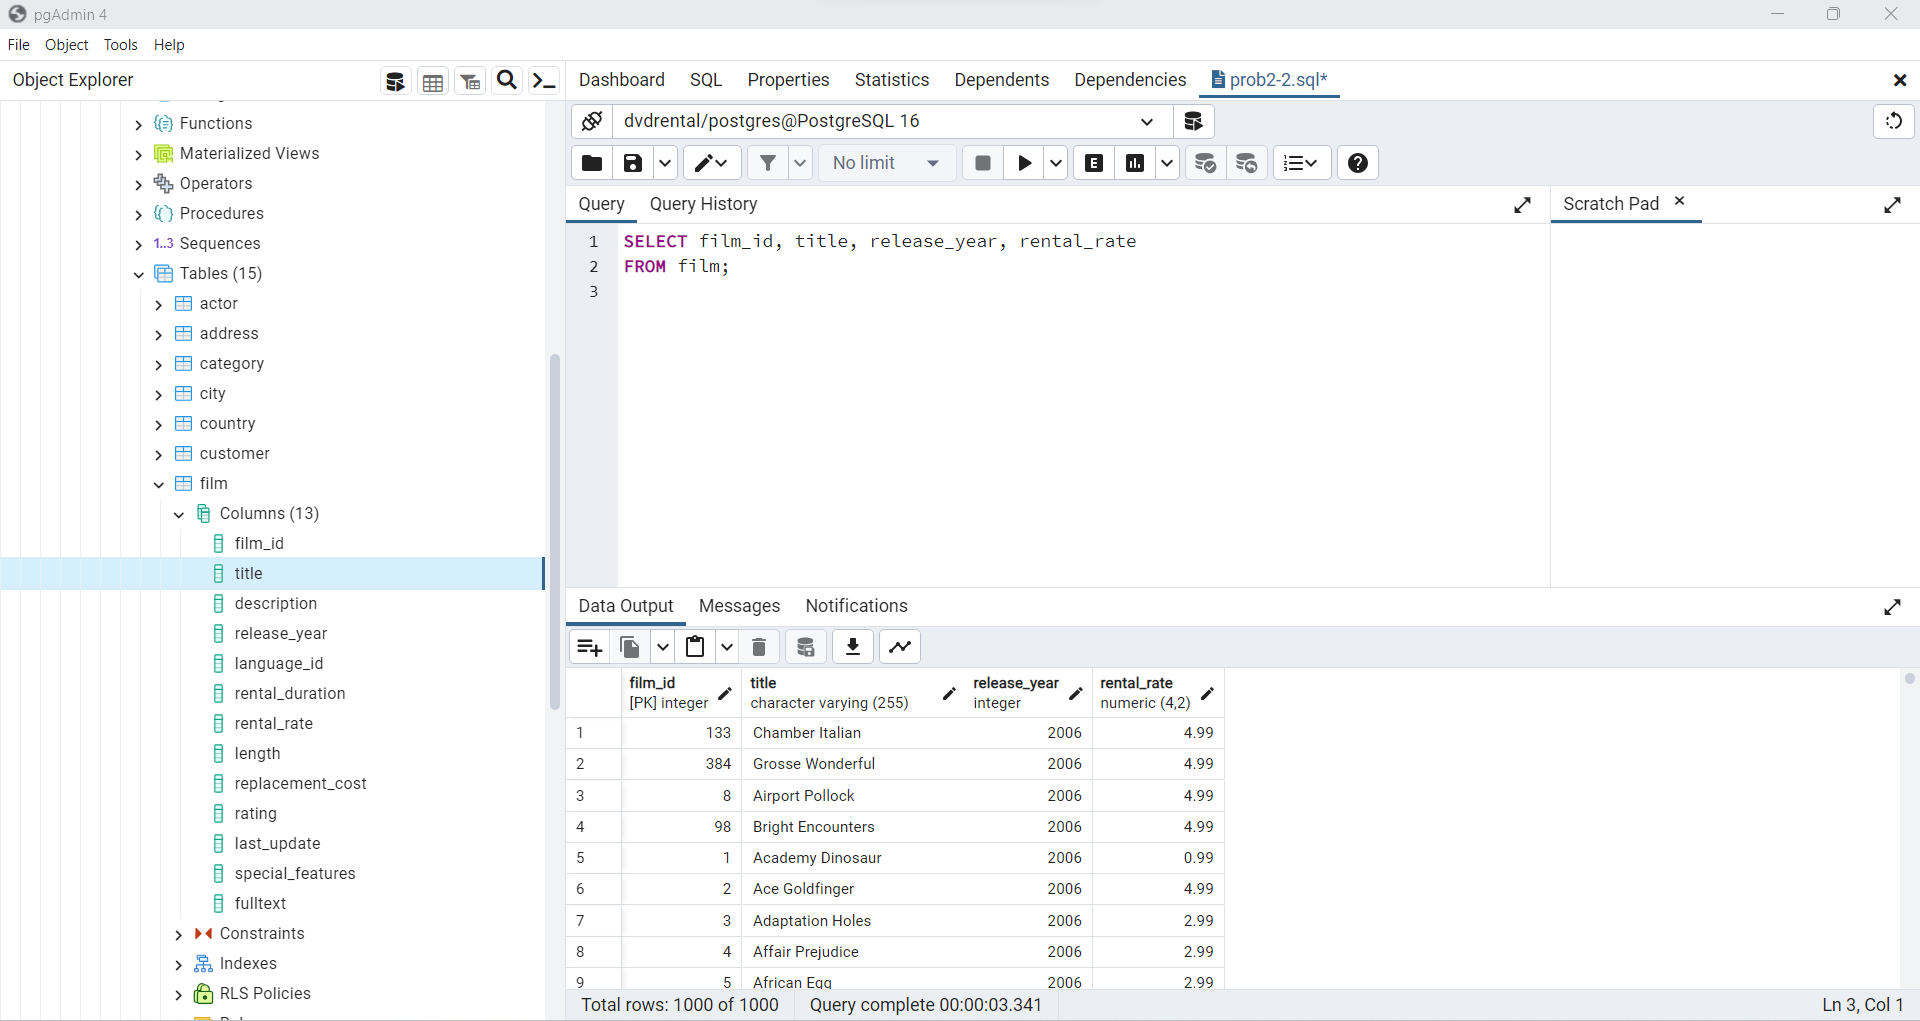 pgAdmin 4
File Object Tools Help
Object Explorer
Functions
Materialized Views
Operators
Procedures
1..3 Sequences
Tables (15)
actor
address
category
city
country
customer
film
Columns (13)
film_id
title
description
release_year
language_id
rental_duration
rental_rate
length
replacement_cost
rating
last_update
special_features
fulltext
Constraints
Indexes
RLS Policies
Dashboard SQL Properties Statistics Dependents Dependencies prob2-2.sql*
dvdrental/postgres@PostgreSQL 16
No limit
E
Query Query History
Scratch Pad
1 SELECT film_id, title, release_year, rental_rate
2 FROM film;
3
Data Output Messages Notifications
film_id title release_year rental_rate
[PK] integer character varying (255) integer numeric (4,2)
1 133 Chamber Italian 2006 4.99
2 384 Grosse Wonderful 2006 4.99
3 8 Airport Pollock 2006 4.99
4 98 Bright Encounters 2006 4.99
5 1 Academy Dinosaur 2006 0.99
6 2 Ace Goldfinger 2006 4.99
7 3 Adaptation Holes 2006 2.99
8 4 Affair Prejudice 2006 2.99
9 5 African Egg 2006 2.99
Total rows: 1000 of 1000 Query complete 00:00:03.341 Ln 3, Col 1